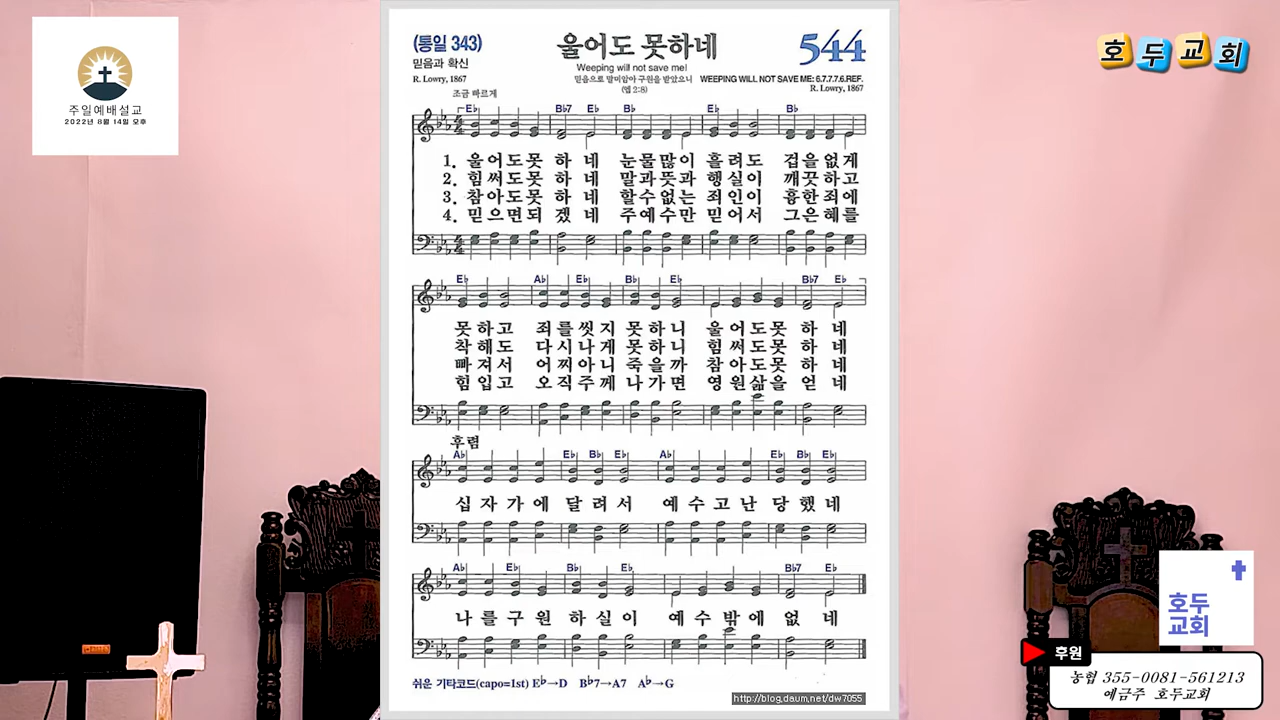 주일예배설교
2022년 8월 14일 오후
(통일 343)
믿음과 확신
R. Lowry, 1867
울어도 못하네
Weeping will not save me!
믿음으로 말미암아 구원을 받았으니
(엡 2:8)
544
WEEPING WILL NOT SAVE ME: 6.7.7.7.6.REF.
R. Lowry, 1867
조금 빠르게
E♭ B♭7 E♭ B♭ E♭ B♭
1. 울어도못 하 네 눈물많이 흘려도 겁을없게
2. 힘써도못 하 네 말과뜻과 행실이 깨끗하고
3. 참아도못 하 네 할수없는 죄인이 흉한죄에
4. 믿으면되 겠 네 주예수만 믿어서 그은혜를
E♭ A♭ E♭ B♭ E♭ B♭7 E♭
못하고 죄를씻지 못하니 울어도못 하 네
착해도 다시나게 못하니 힘써도못 하 네
빠져서 어찌아니 죽을까 참아도못 하 네
힘입고 오직주께 나가면 영원삶을 얻 네
후렴
A♭ E♭ B♭ E♭ A♭ E♭ B♭ E♭
십자가에 달려서 예수고난 당했네
A♭ E♭ B♭ E♭ B♭7 E♭
나를구원 하실이 예수밖에 없 네
쉬운 기타코드(capo=1st) E♭→D B♭7→A7 A♭→G
http://blog.daum.net/dw7055
호두교회
호두
교회
후원
농협 355-0081-561213
예금주 호두교회